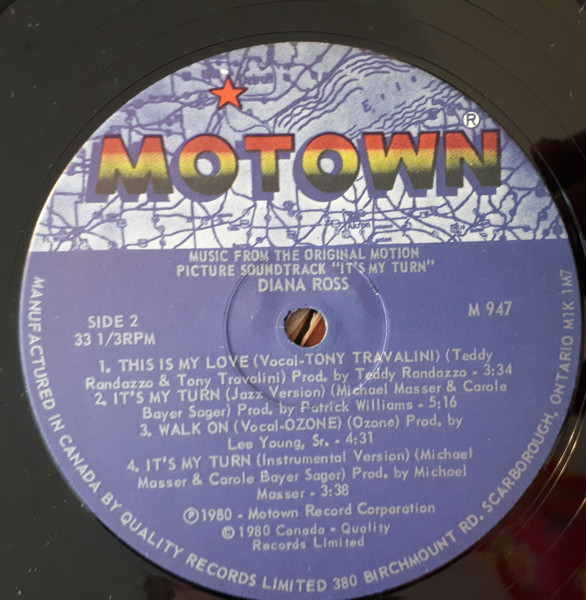 Detroit
Erie
MOTOWN®
MUSIC FROM THE ORIGINAL MOTION
PICTURE SOUNDTRACK "IT'S MY TURN"
DIANA ROSS
SIDE 2
33 1/3RPM
M 947
1. THIS IS MY LOVE (Vocal-TONY TRAVALINI) (Teddy
Randazzo & Tony Travalini) Prod. by Teddy Randazzo - 3:34
2. IT'S MY TURN (Jazz Version) (Michael Masser & Carole
Bayer Sager) Prod. by Patrick Williams - 5:16
3. WALK ON (Vocal-OZONE) (Ozone) Prod. by
Lee Young, Sr. - 4:31
4. IT'S MY TURN (Instrumental Version) (Michael
Masser & Carole Bayer Sager) Prod. by Michael
Masser - 3:38
℗1980 - Motown Record Corporation
©1980 Canada - Quality
Records Limited
MANUFACTURED IN CANADA BY QUALITY RECORDS LIMITED 380 BIRCHMOUNT RD. SCARBOROUGH, ONTARIO M1K 1M7